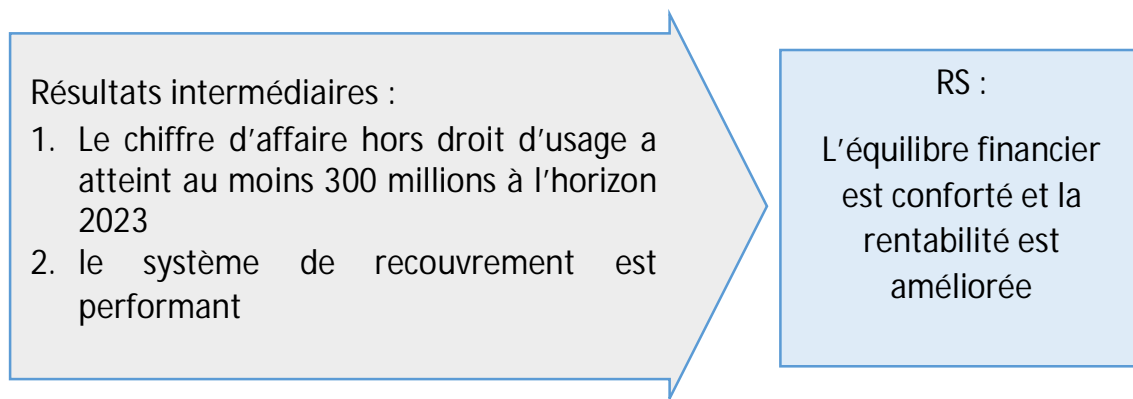 Résultats intermédiaires :
1. Le chiffre d'affaire hors droit d'usage a
atteint au moins 300 millions à l'horizon
2023
2. le système de recouvrement est
performant
RS :
L'équilibre financier
est conforté et la
rentabilité est
améliorée